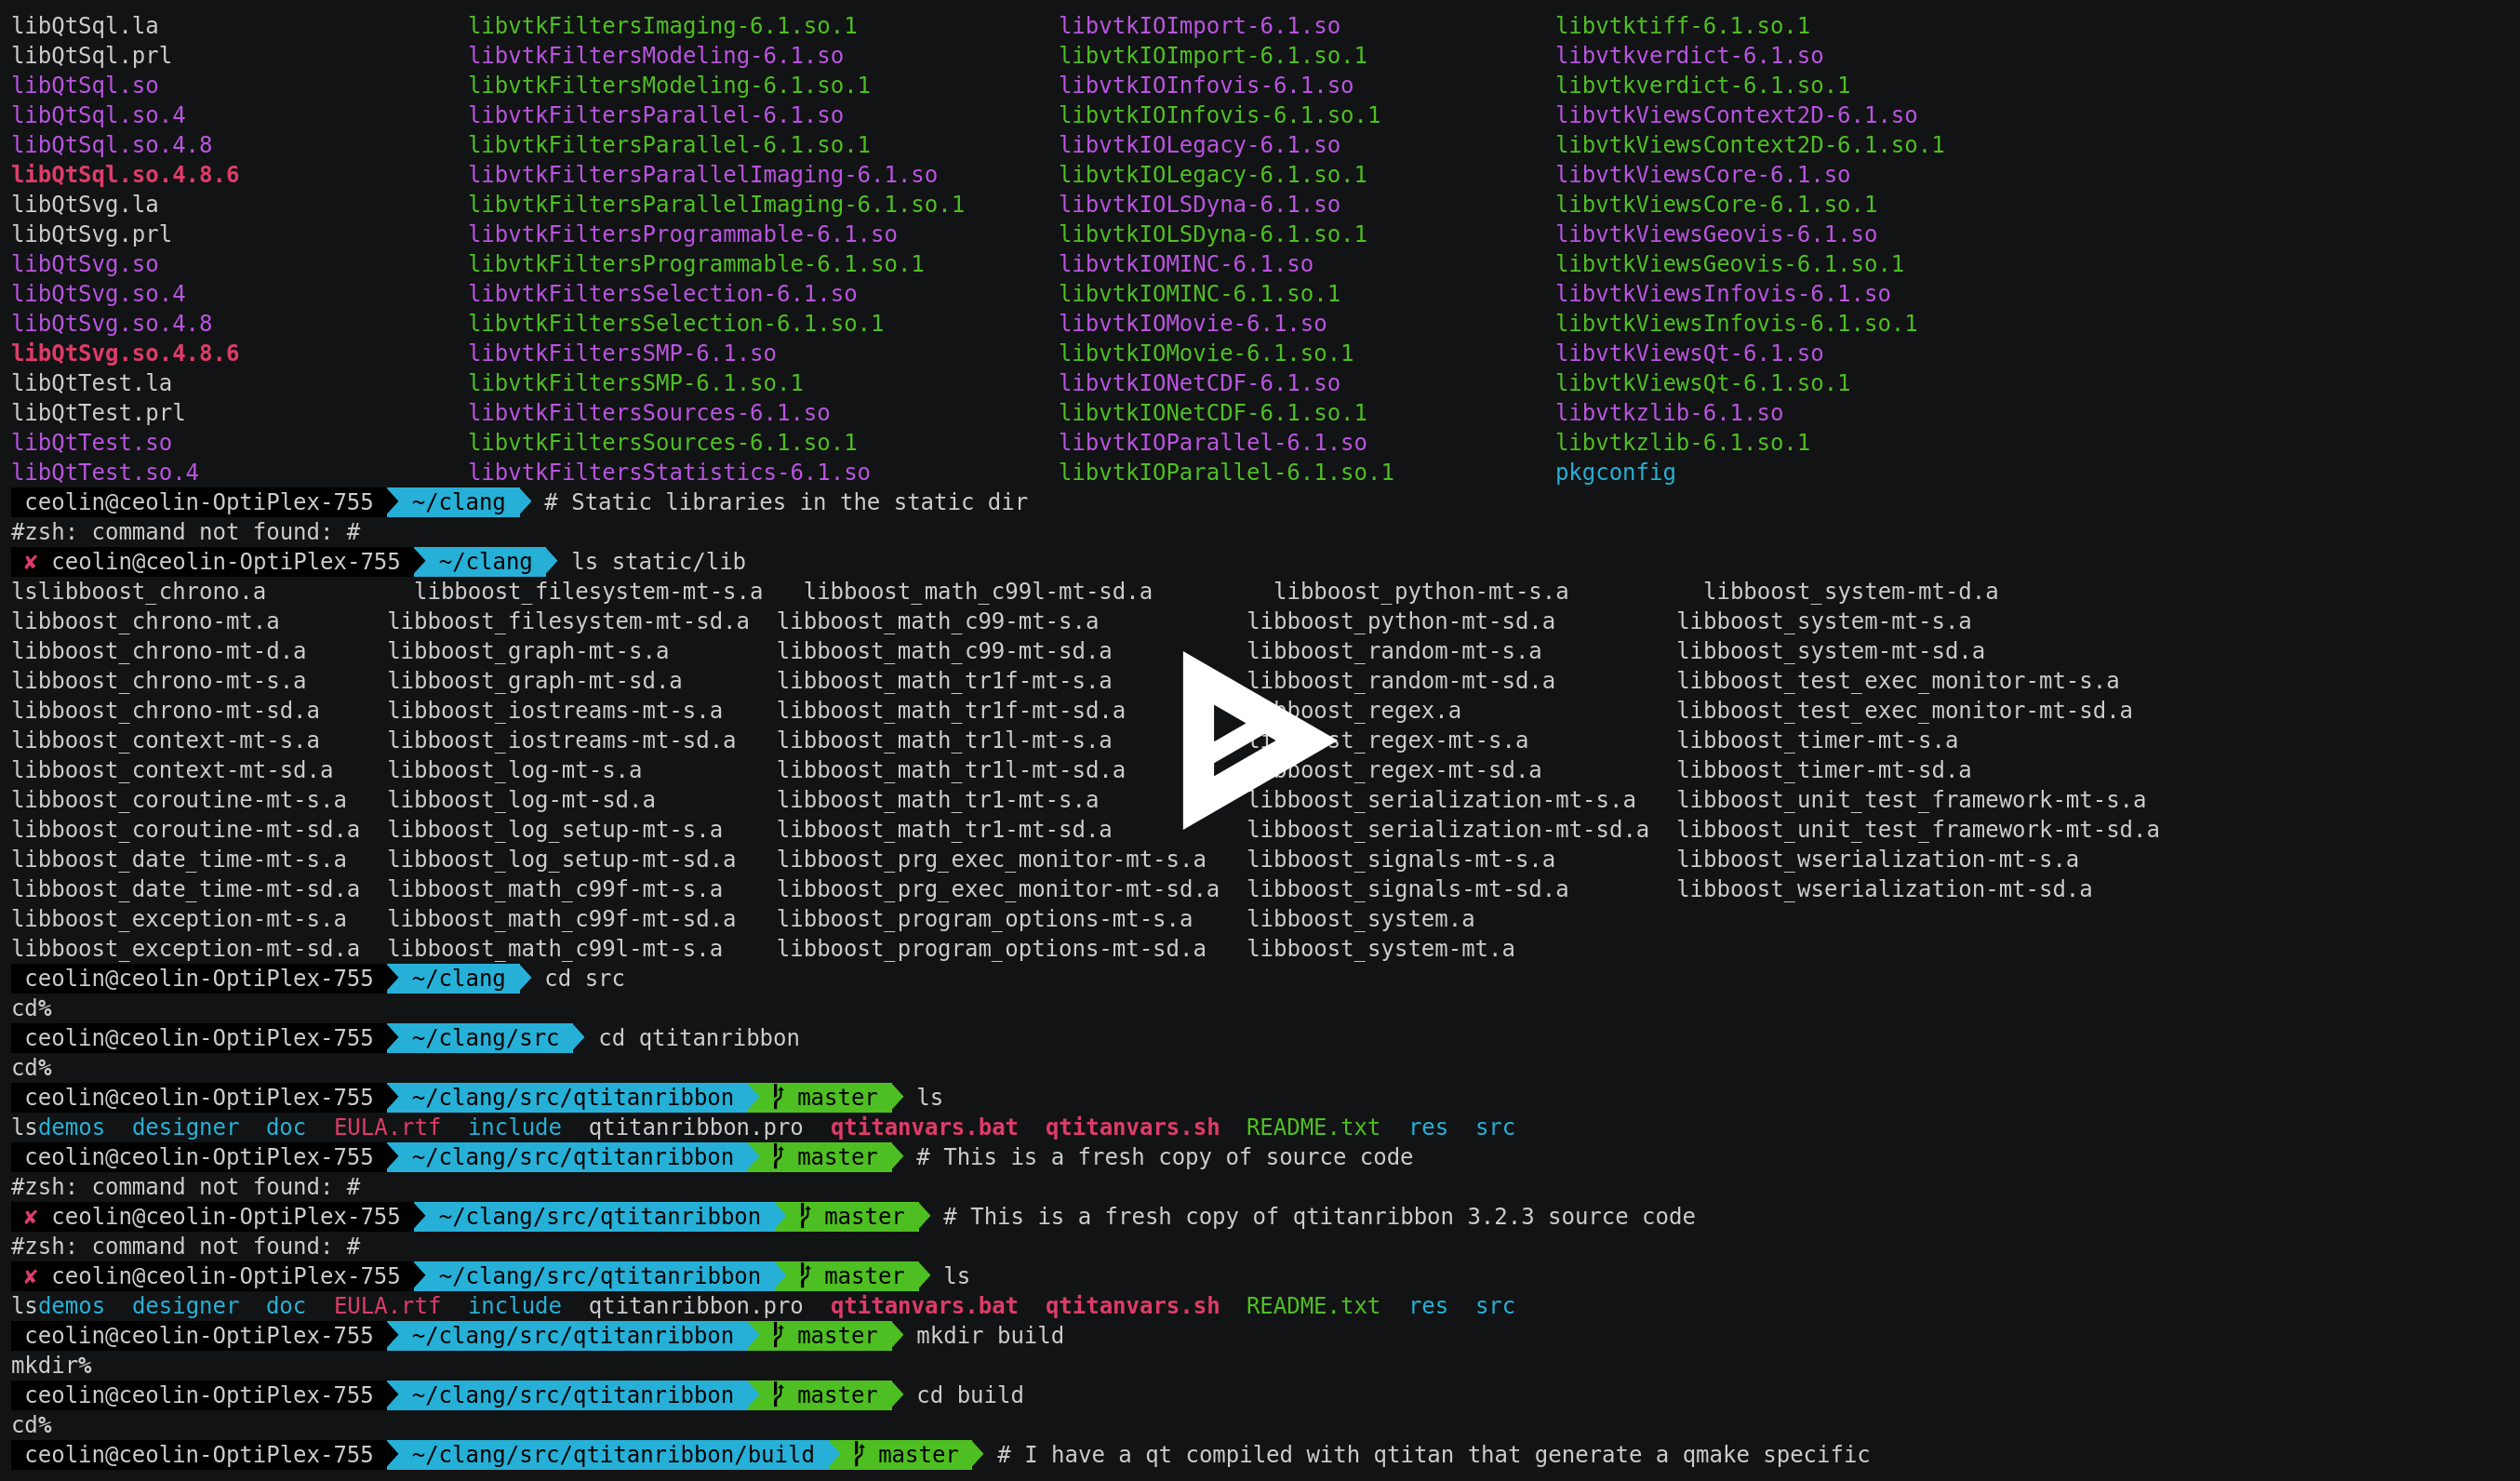 libQtSql.la libvtkFiltersImaging-6.1.so.1 libvtkIOImport-6.1.so libvtktiff-6.1.so.1
libQtSql.prl libvtkFiltersModeling-6.1.so libvtkIOImport-6.1.so.1 libvtkverdict-6.1.so
libQtSql.so libvtkFiltersModeling-6.1.so.1 libvtkIOInfovis-6.1.so libvtkverdict-6.1.so.1
libQtSql.so.4 libvtkFiltersParallel-6.1.so libvtkIOInfovis-6.1.so.1 libvtkViewsContext2D-6.1.so
libQtSql.so.4.8 libvtkFiltersParallel-6.1.so.1 libvtkIOLegacy-6.1.so libvtkViewsContext2D-6.1.so.1
libQtSql.so.4.8.6 libvtkFiltersParallelImaging-6.1.so libvtkIOLegacy-6.1.so.1 libvtkViewsCore-6.1.so
libQtSvg.la libvtkFiltersParallelImaging-6.1.so.1 libvtkIOLSDyna-6.1.so libvtkViewsCore-6.1.so.1
libQtSvg.prl libvtkFiltersProgrammable-6.1.so libvtkIOLSDyna-6.1.so.1 libvtkViewsGeovis-6.1.so
libQtSvg.so libvtkFiltersProgrammable-6.1.so.1 libvtkIOMINC-6.1.so libvtkViewsGeovis-6.1.so.1
libQtSvg.so.4 libvtkFiltersSelection-6.1.so libvtkIOMINC-6.1.so.1 libvtkViewsInfovis-6.1.so
libQtSvg.so.4.8 libvtkFiltersSelection-6.1.so.1 libvtkIOMovie-6.1.so libvtkViewsInfovis-6.1.so.1
libQtSvg.so.4.8.6 libvtkFiltersSMP-6.1.so libvtkIOMovie-6.1.so.1 libvtkViewsQt-6.1.so
libQtTest.la libvtkFiltersSMP-6.1.so.1 libvtkIONetCDF-6.1.so libvtkViewsQt-6.1.so.1
libQtTest.prl libvtkFiltersSources-6.1.so libvtkIONetCDF-6.1.so.1 libvtkzlib-6.1.so
libQtTest.so libvtkFiltersSources-6.1.so.1 libvtkIOParallel-6.1.so libvtkzlib-6.1.so.1
libQtTest.so.4 libvtkFiltersStatistics-6.1.so libvtkIOParallel-6.1.so.1 pkgconfig
ceolin@ceolin-OptiPlex-755 ~/clang # Static libraries in the static dir
#zsh: command not found: #
✘ ceolin@ceolin-OptiPlex-755 ~/clang ls static/lib
lslibboost_chrono.a libboost_filesystem-mt-s.a libboost_math_c99l-mt-sd.a libboost_python-mt-s.a libboost_system-mt-d.a
libboost_chrono-mt.a libboost_filesystem-mt-sd.a libboost_math_c99-mt-s.a libboost_python-mt-sd.a libboost_system-mt-s.a
libboost_chrono-mt-d.a libboost_graph-mt-s.a libboost_math_c99-mt-sd.a libboost_random-mt-s.a libboost_system-mt-sd.a
libboost_chrono-mt-s.a libboost_graph-mt-sd.a libboost_math_tr1f-mt-s.a libboost_random-mt-sd.a libboost_test_exec_monitor-mt-s.a
libboost_chrono-mt-sd.a libboost_iostreams-mt-s.a libboost_math_tr1f-mt-sd.a libboost_test_exec_monitor-mt-sd.a
libboost_context-mt-s.a libboost_iostreams-mt-sd.a libboost_math_tr1l-mt-s.a libboost_timer-mt-s.a
libboost_context-mt-sd.a libboost_log-mt-s.a libboost_math_tr1l-mt-sd.a libboost_timer-mt-sd.a
libboost_coroutine-mt-s.a libboost_log-mt-sd.a libboost_math_tr1-mt-s.a libboost_serialization-mt-s.a libboost_unit_test_framework-mt-s.a
libboost_coroutine-mt-sd.a libboost_log_setup-mt-s.a libboost_math_tr1-mt-sd.a libboost_serialization-mt-sd.a libboost_unit_test_framework-mt-sd.a
libboost_date_time-mt-s.a libboost_log_setup-mt-sd.a libboost_prg_exec_monitor-mt-s.a libboost_signals-mt-s.a libboost_wserialization-mt-s.a
libboost_date_time-mt-sd.a libboost_math_c99f-mt-s.a libboost_prg_exec_monitor-mt-sd.a libboost_signals-mt-sd.a libboost_wserialization-mt-sd.a
libboost_exception-mt-s.a libboost_math_c99f-mt-sd.a libboost_program_options-mt-s.a libboost_system.a
libboost_exception-mt-sd.a libboost_math_c99l-mt-s.a libboost_program_options-mt-sd.a libboost_system-mt.a
ceolin@ceolin-OptiPlex-755 ~/clang cd src
cd%
ceolin@ceolin-OptiPlex-755 ~/clang/src cd qtitanribbon
cd%
ceolin@ceolin-OptiPlex-755 ~/clang/src/qtitanribbon master ls
lsdemos designer doc EULA.rtf include qtitanribbon.pro qtitanvars.bat qtitanvars.sh README.txt res src
ceolin@ceolin-OptiPlex-755 ~/clang/src/qtitanribbon master # This is a fresh copy of source code
#zsh: command not found: #
✘ ceolin@ceolin-OptiPlex-755 ~/clang/src/qtitanribbon master # This is a fresh copy of qtitanribbon 3.2.3 source code
#zsh: command not found: #
✘ ceolin@ceolin-OptiPlex-755 ~/clang/src/qtitanribbon master ls
lsdemos designer doc EULA.rtf include qtitanribbon.pro qtitanvars.bat qtitanvars.sh README.txt res src
ceolin@ceolin-OptiPlex-755 ~/clang/src/qtitanribbon master mkdir build
mkdir%
ceolin@ceolin-OptiPlex-755 ~/clang/src/qtitanribbon master cd build
cd%
ceolin@ceolin-OptiPlex-755 ~/clang/src/qtitanribbon/build master # I have a qt compiled with qtitan that generate a qmake specific